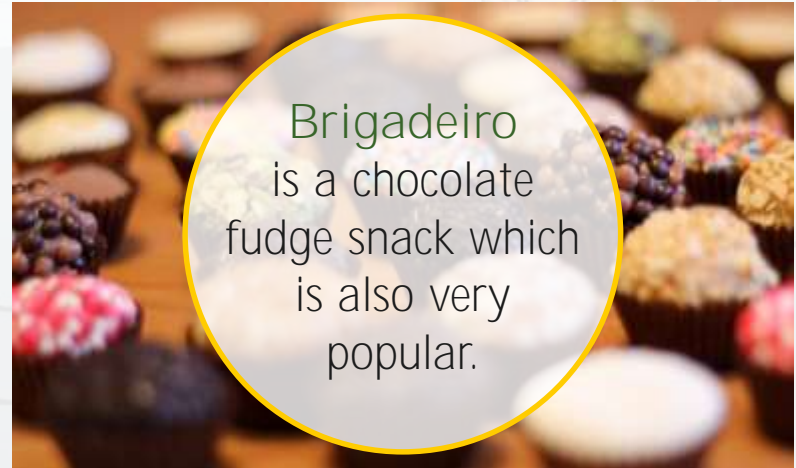 Brigadeiro
is a chocolate
fudge snack which
is also very
popular.